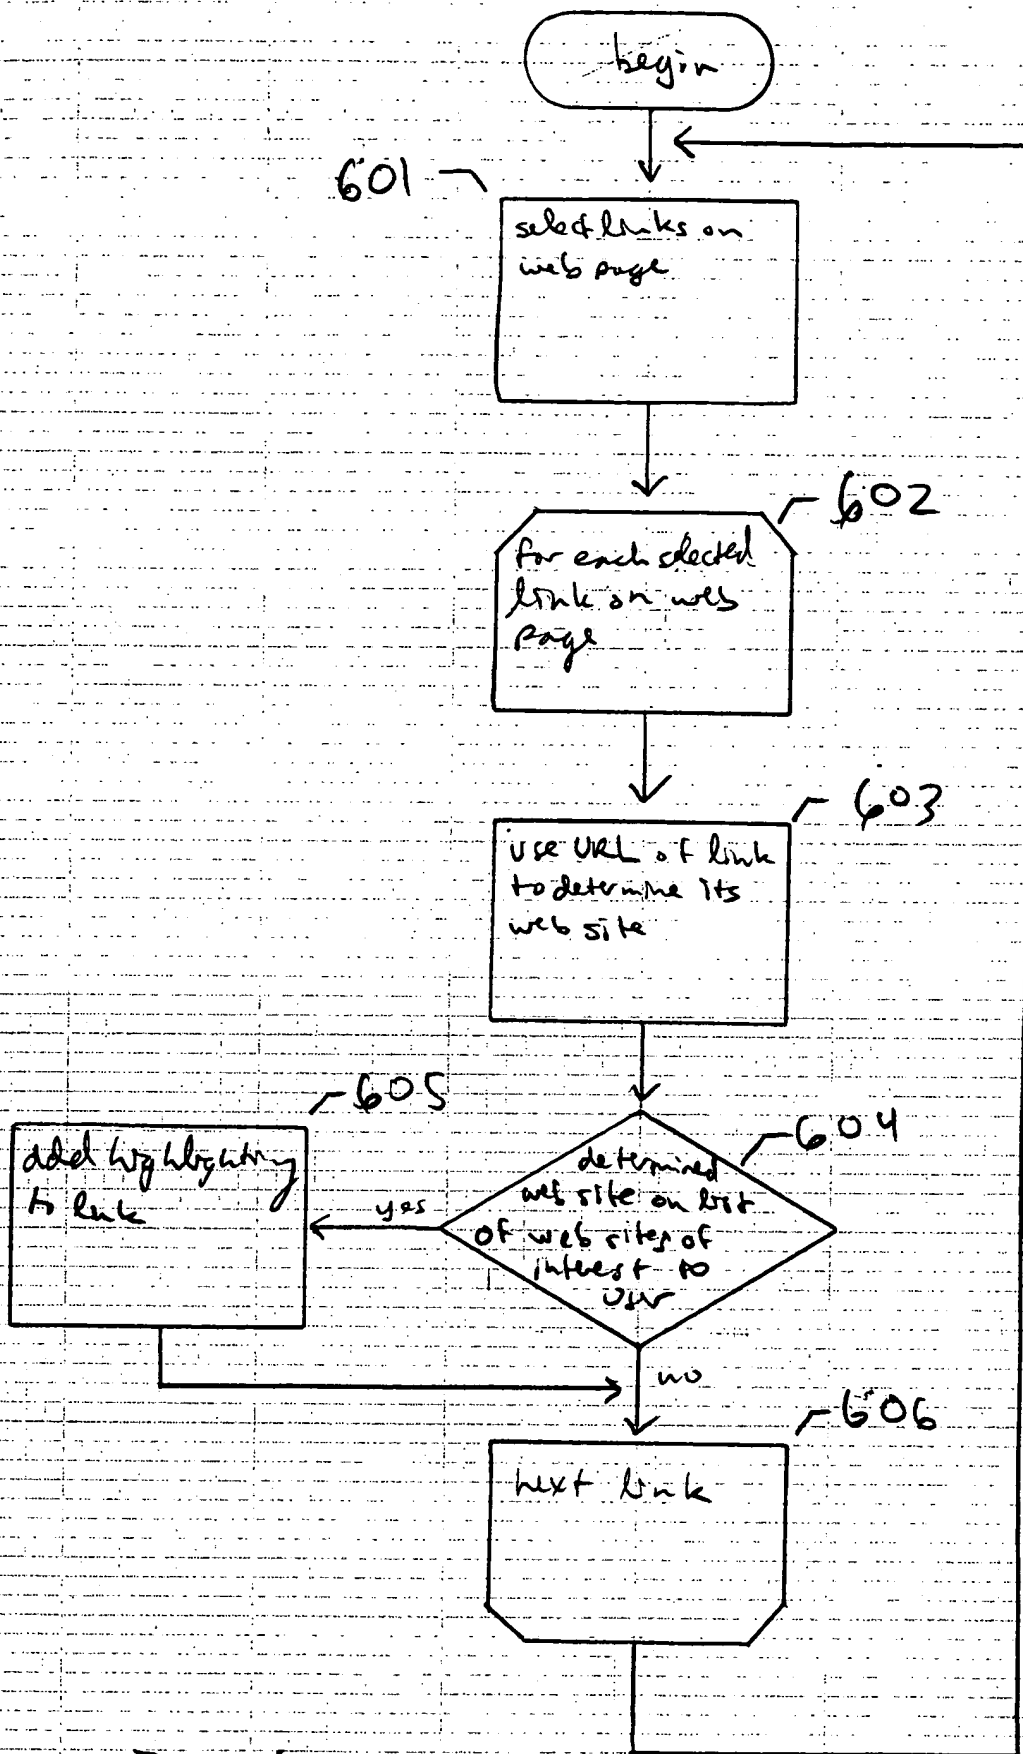 begin
601
select links on
web page
602
for each selected
link on web
page
603
use URL of link
to determine its
web site
604
determined
web site on list
of web sites of
interest to
user
605
add highlighting
to link
yes
no
606
next link